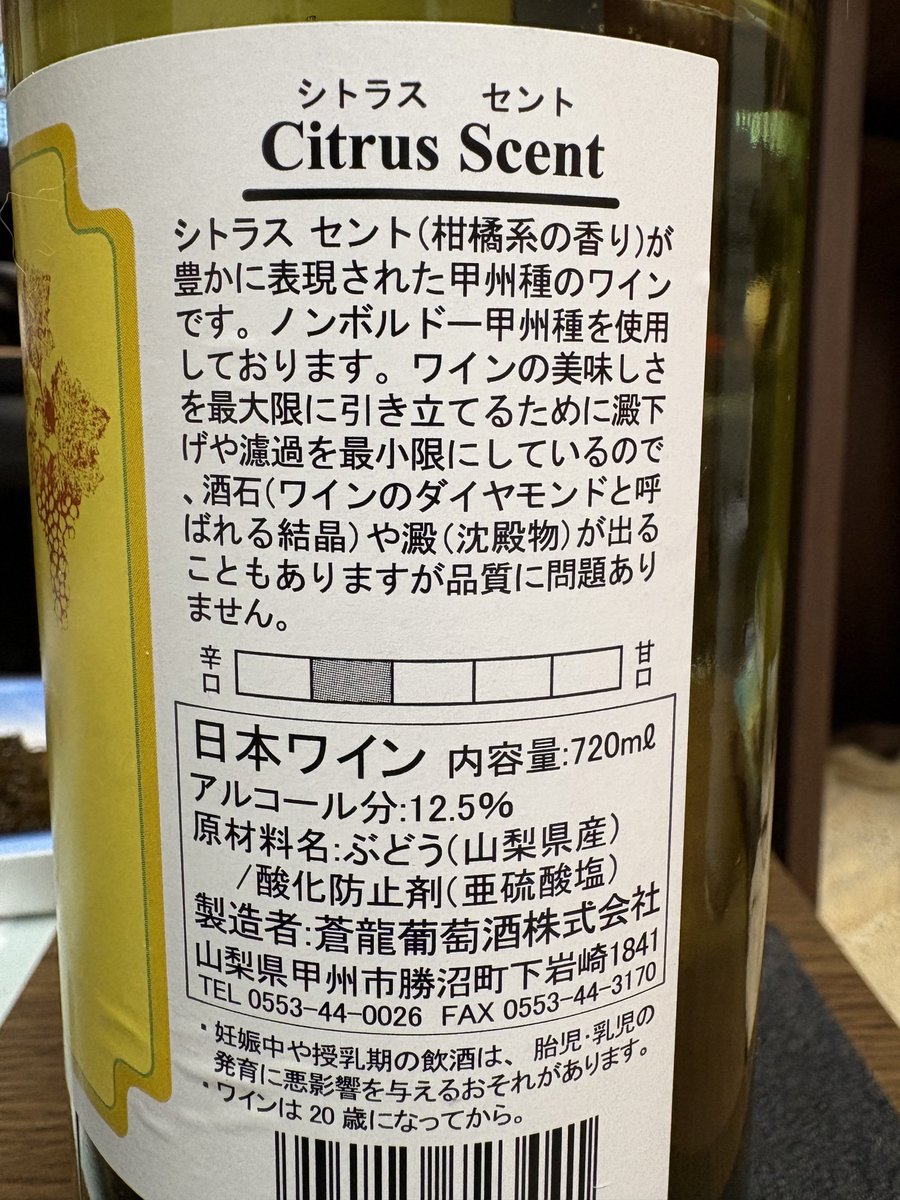 シトラス セント
Citrus Scent
シトラス セント(柑橘系の香り)が
豊かに表現された甲州種のワイン
です。ノンボルドー甲州種を使用
しております。ワインの美味しさ
を最大限に引き立てるために澱下
げや濾過を最小限にしているので
、酒石(ワインのダイヤモンドと呼
ばれる結晶)や澱(沈殿物)が出る
こともありますが品質に問題あり
ません。
辛口 甘口
日本ワイン 内容量:720mℓ
アルコール分:12.5%
原材料名:ぶどう(山梨県産)
/酸化防止剤(亜硫酸塩)
製造者:蒼龍葡萄酒株式会社
山梨県甲州市勝沼町下岩崎1841
TEL 0553-44-0026 FAX 0553-44-3170
・妊娠中や授乳期の飲酒は、胎児・乳児の
発育に悪影響を与えるおそれがあります。
・ワインは20歳になってから。